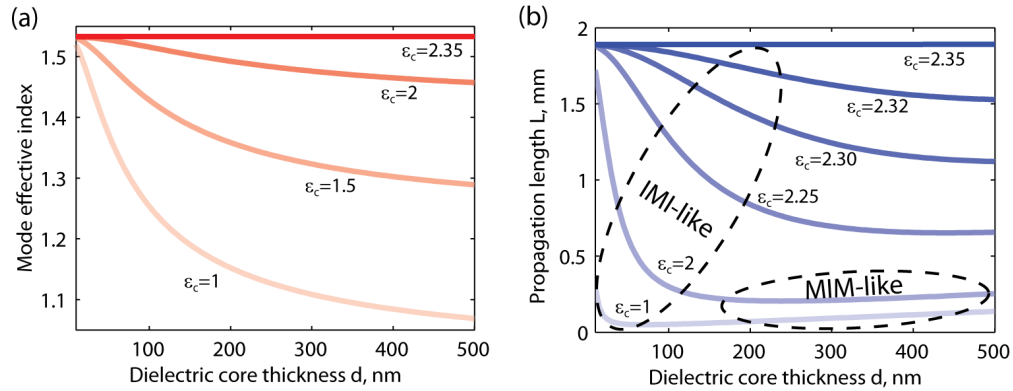 (a)
Mode effective index
1.5
1.4
1.3
1.2
1.1
εc=2.35
εc=2
εc=1.5
εc=1
100
200
300
400
500
Dielectric core thickness d, nm
(b)
Propagation length L, mm
2
1.5
1
0.5
0
εc=2.35
εc=2.32
εc=2.30
εc=2.25
IMI-like
εc=2
MIM-like
εc=1
100
200
300
400
500
Dielectric core thickness d, nm